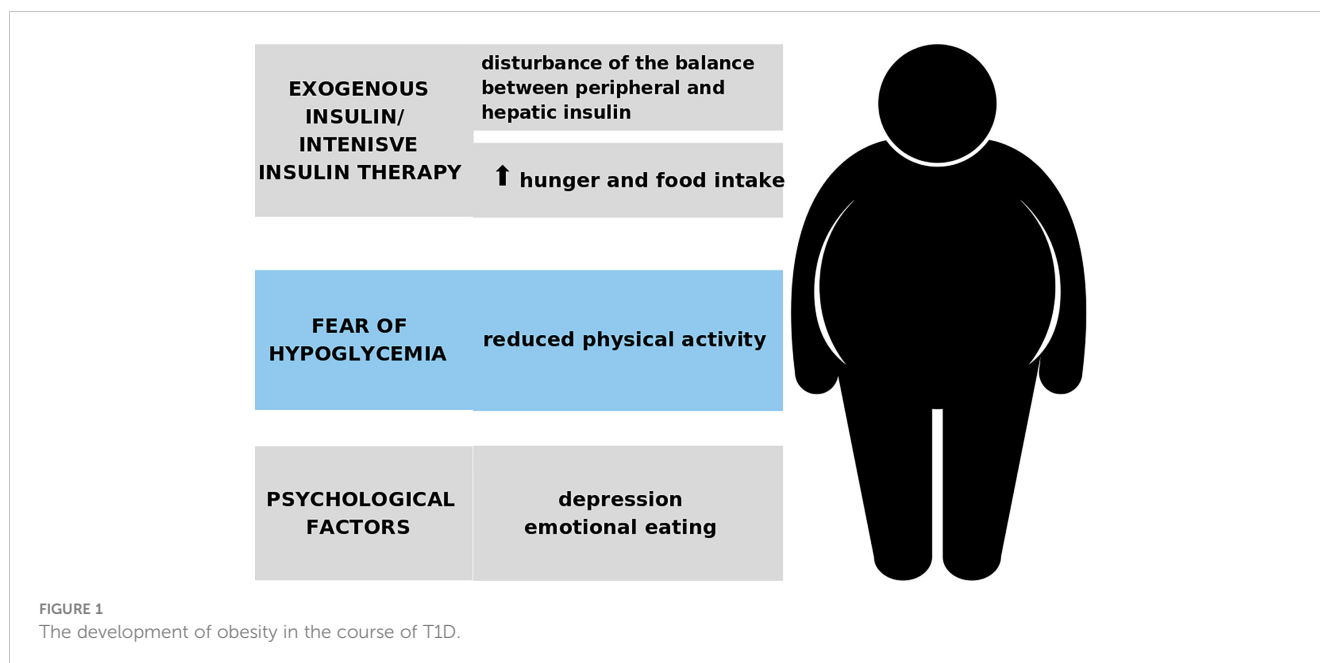 EXOGENOUS
INSULIN/
INTENISVE
INSULIN THERAPY
disturbance of the balance
between peripheral and
hepatic insulin
⬆ hunger and food intake
FEAR OF
HYPOGLYCEMIA
reduced physical activity
PSYCHOLOGICAL
FACTORS
depression
emotional eating
FIGURE 1
The development of obesity in the course of T1D.